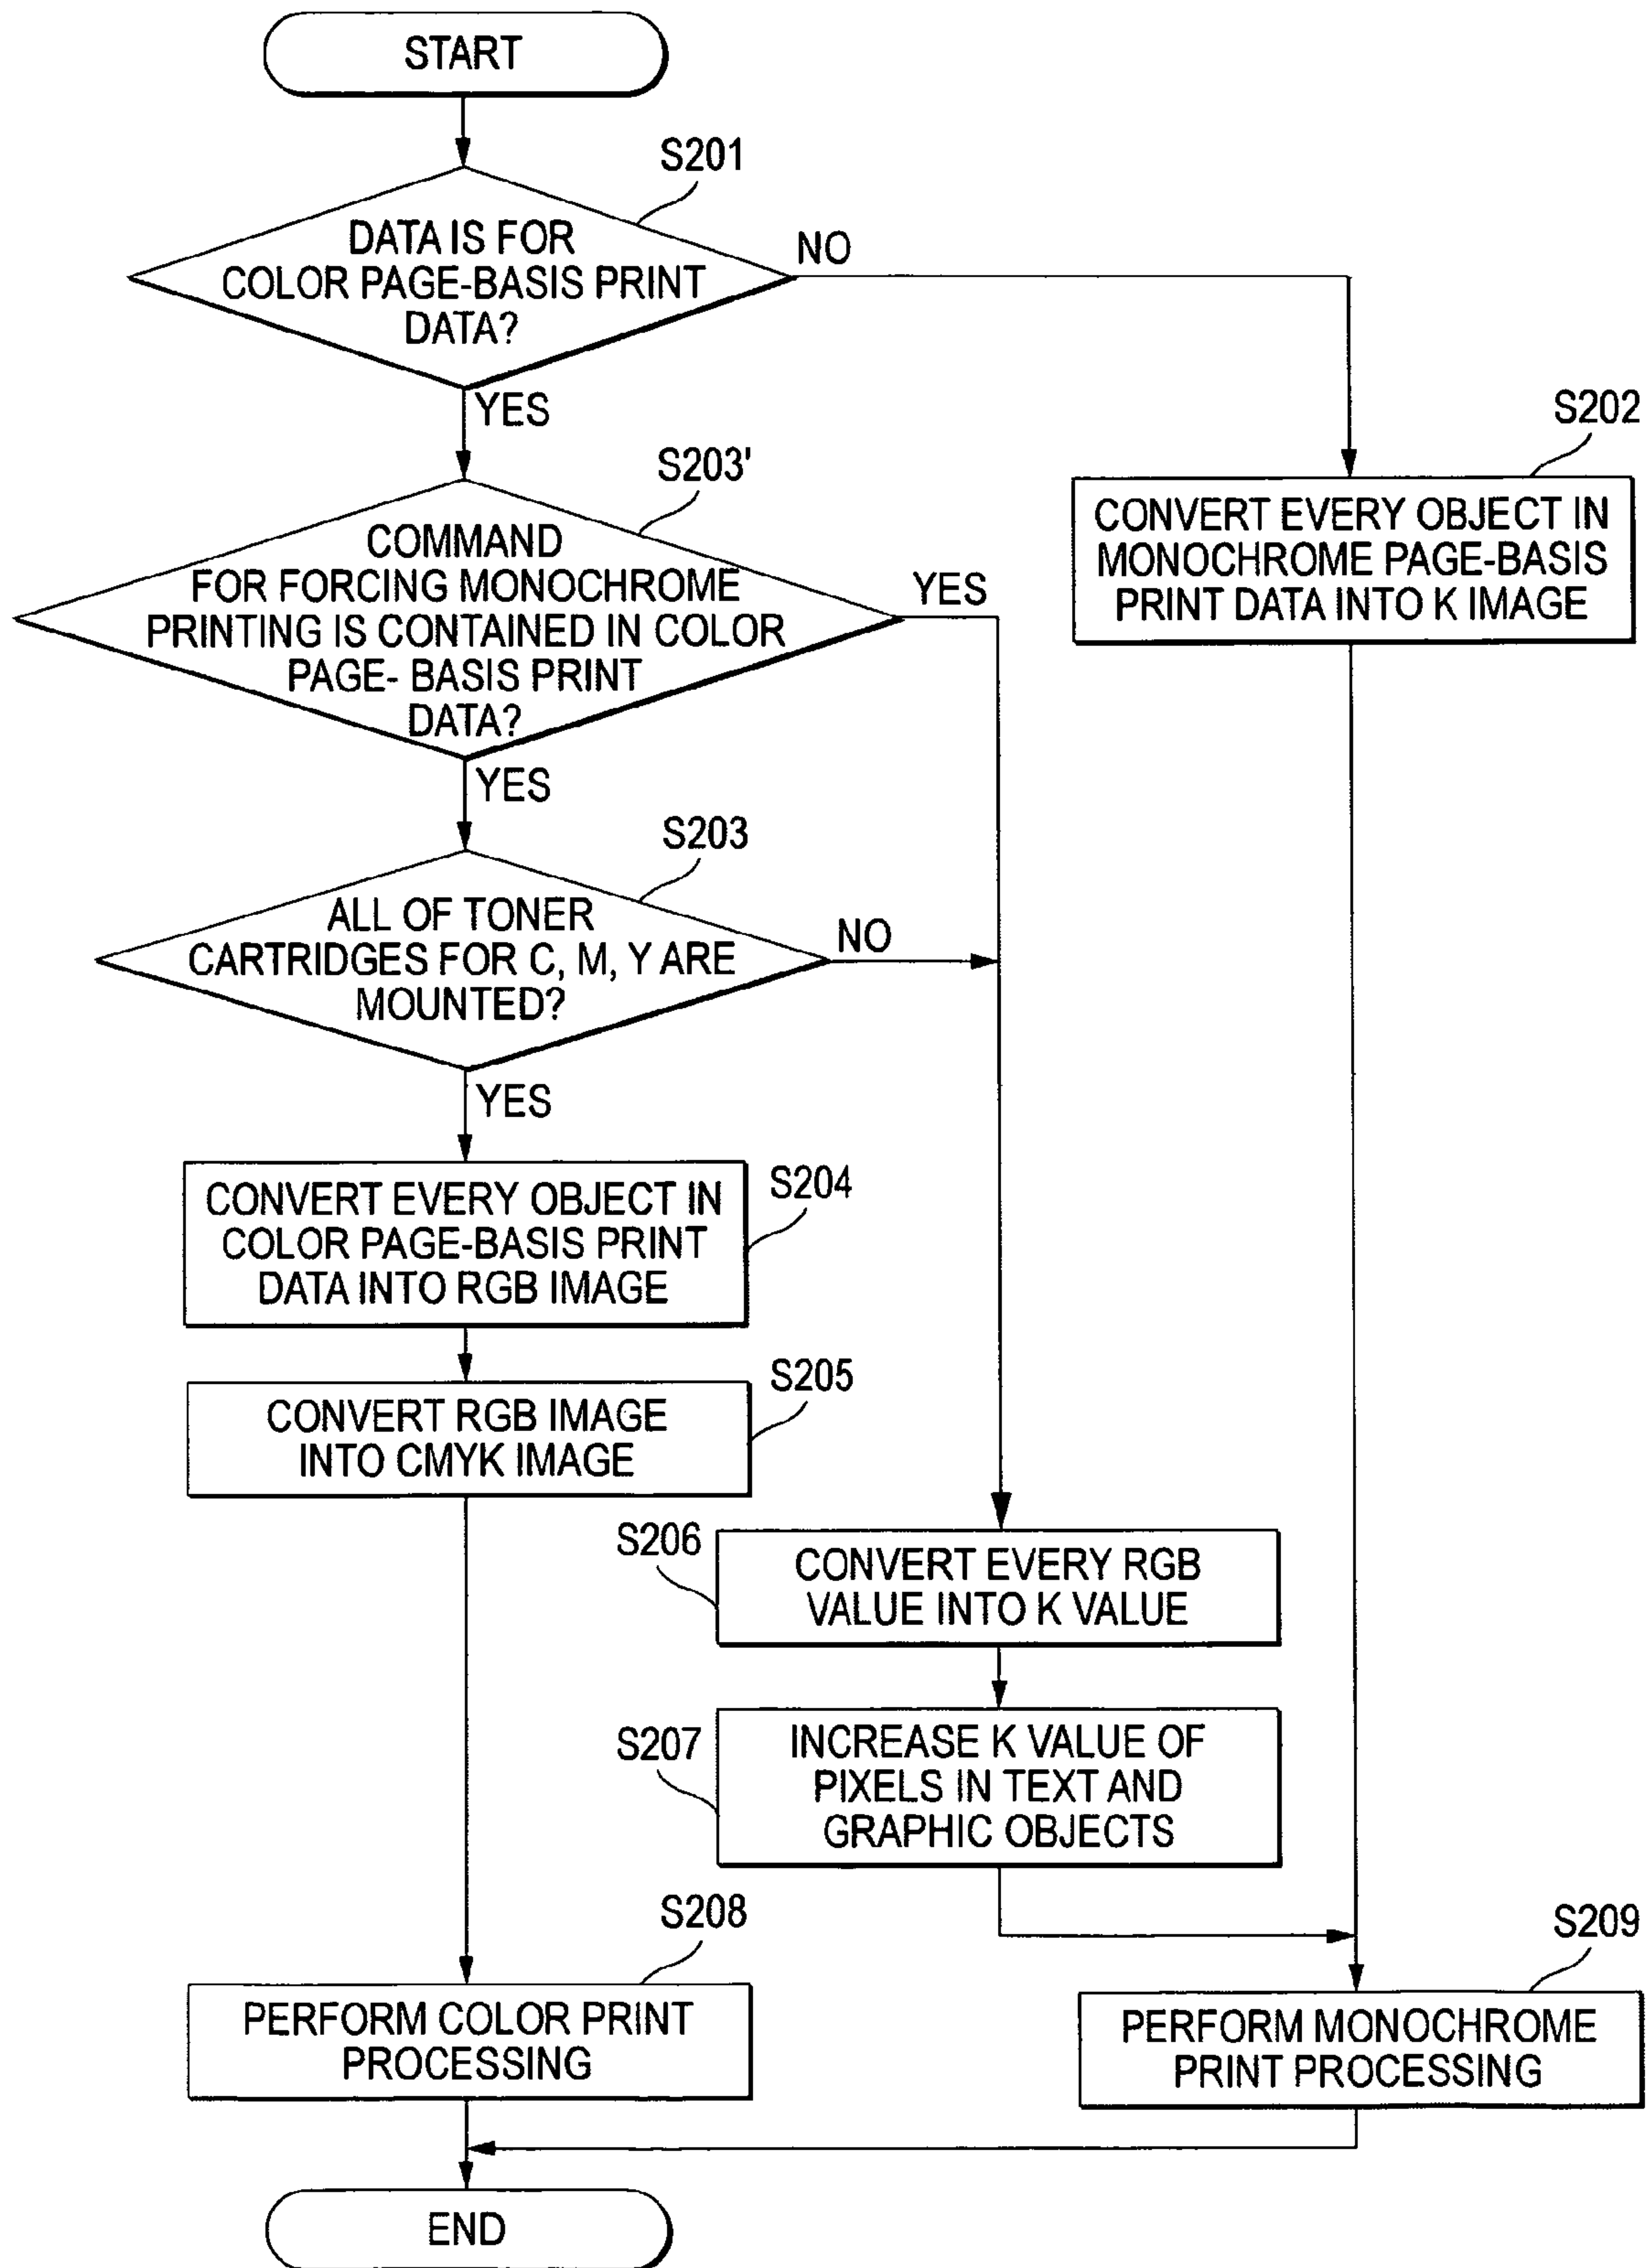 START
S201
DATA IS FOR
COLOR PAGE-BASIS PRINT
DATA?
NO
YES
S202
CONVERT EVERY OBJECT IN
MONOCHROME PAGE-BASIS
PRINT DATA INTO K IMAGE
S203'
COMMAND
FOR FORCING MONOCHROME
PRINTING IS CONTAINED IN COLOR
PAGE- BASIS PRINT
DATA?
YES
YES
S203
ALL OF TONER
CARTRIDGES FOR C, M, Y ARE
MOUNTED?
NO
YES
S204
CONVERT EVERY OBJECT IN
COLOR PAGE-BASIS PRINT
DATA INTO RGB IMAGE
S205
CONVERT RGB IMAGE
INTO CMYK IMAGE
S206
CONVERT EVERY RGB
VALUE INTO K VALUE
S207
INCREASE K VALUE OF
PIXELS IN TEXT AND
GRAPHIC OBJECTS
S208
PERFORM COLOR PRINT
PROCESSING
S209
PERFORM MONOCHROME
PRINT PROCESSING
END